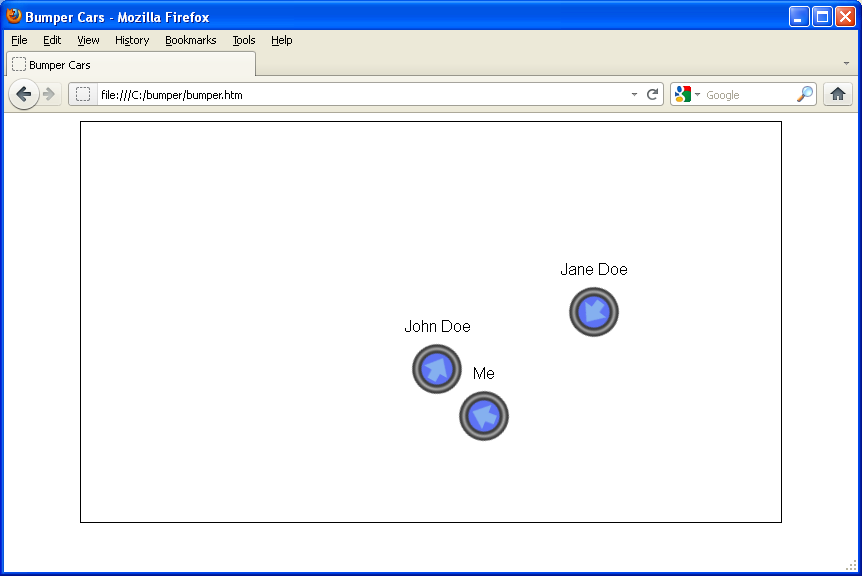 Bumper Cars - Mozilla Firefox
File Edit View History Bookmarks Tools Help
Bumper Cars
file:///C:/bumper/bumper.htm Google
Jane Doe
John Doe
Me